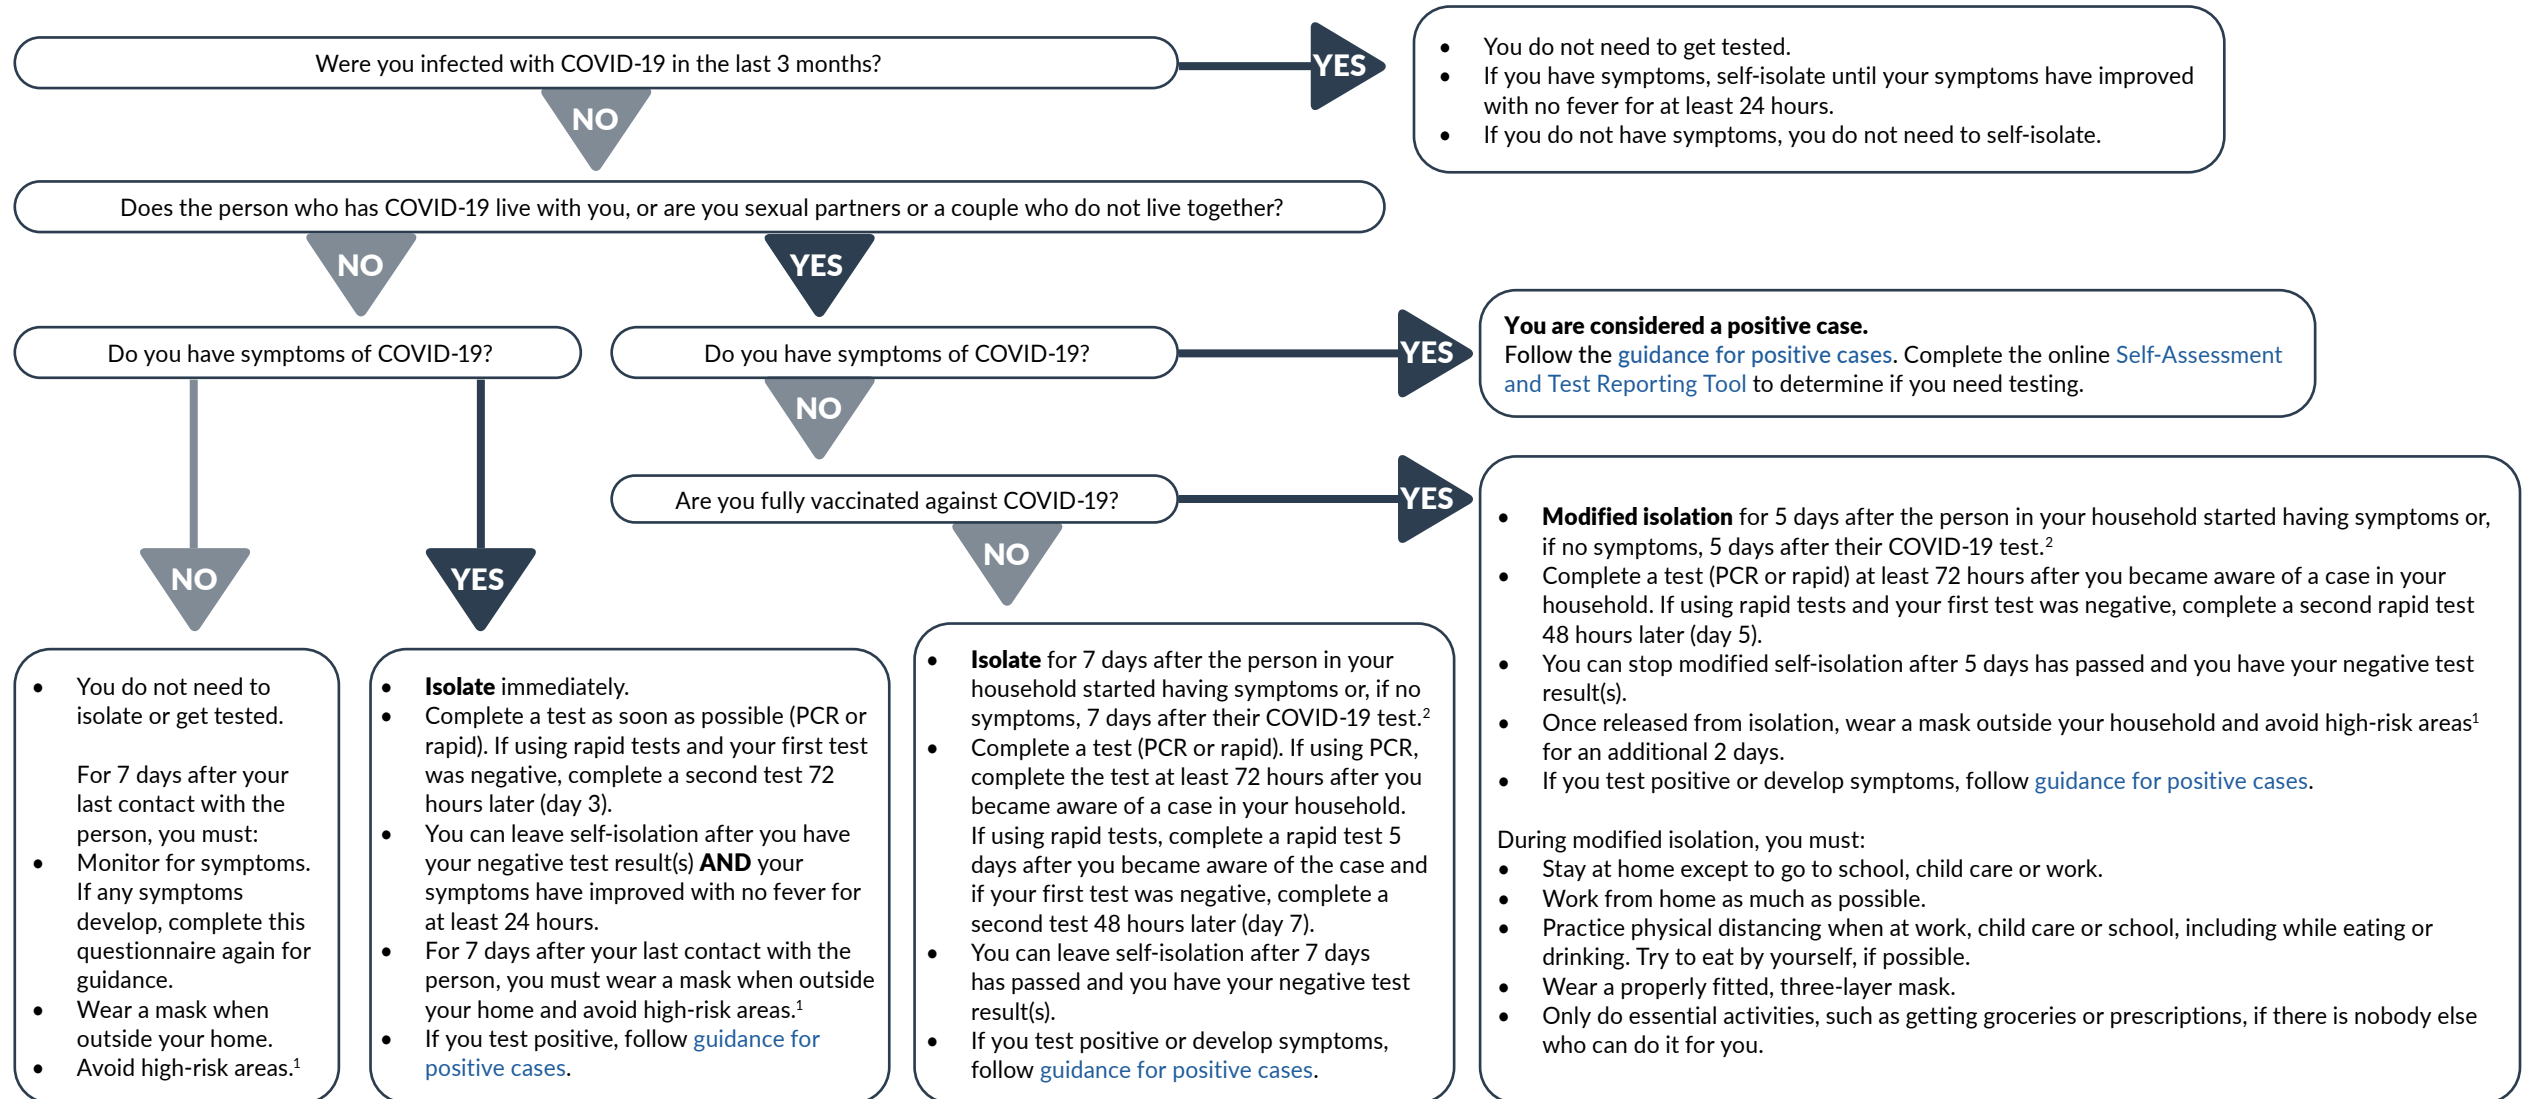 Were you infected with COVID-19 in the last 3 months?
YES
• You do not need to get tested.
• If you have symptoms, self-isolate until your symptoms have improved
with no fever for at least 24 hours.
• If you do not have symptoms, you do not need to self-isolate.
NO
Does the person who has COVID-19 live with you, or are you sexual partners or a couple who do not live together?
NO
YES
Do you have symptoms of COVID-19?
Do you have symptoms of COVID-19?
YES
You are considered a positive case.
Follow the guidance for positive cases. Complete the online Self-Assessment
and Test Reporting Tool to determine if you need testing.
NO
Are you fully vaccinated against COVID-19?
YES
NO
NO
YES
• You do not need to
isolate or get tested.
For 7 days after your
last contact with the
person, you must:
• Monitor for symptoms.
If any symptoms
develop, complete this
questionnaire again for
guidance.
• Wear a mask when
outside your home.
• Avoid high-risk areas.¹
• Isolate immediately.
• Complete a test as soon as possible (PCR or
rapid). If using rapid tests and your first test
was negative, complete a second test 72
hours later (day 3).
• You can leave self-isolation after you have
your negative test result(s) AND your
symptoms have improved with no fever for
at least 24 hours.
• For 7 days after your last contact with the
person, you must wear a mask when outside
your home and avoid high-risk areas.¹
• If you test positive, follow guidance for
positive cases.
• Isolate for 7 days after the person in your
household started having symptoms or, if no
symptoms, 7 days after their COVID-19 test.²
• Complete a test (PCR or rapid). If using PCR,
complete the test at least 72 hours after you
became aware of a case in your household.
If using rapid tests, complete a rapid test 5
days after you became aware of the case and
if your first test was negative, complete a
second test 48 hours later (day 7).
• You can leave self-isolation after 7 days
has passed and you have your negative test
result(s).
• If you test positive or develop symptoms,
follow guidance for positive cases.
• Modified isolation for 5 days after the person in your household started having symptoms or,
if no symptoms, 5 days after their COVID-19 test.²
• Complete a test (PCR or rapid) at least 72 hours after you became aware of a case in your
household. If using rapid tests and your first test was negative, complete a second rapid test
48 hours later (day 5).
• You can stop modified self-isolation after 5 days has passed and you have your negative test
result(s).
• Once released from isolation, wear a mask outside your household and avoid high-risk areas¹
for an additional 2 days.
• If you test positive or develop symptoms, follow guidance for positive cases.
During modified isolation, you must:
• Stay at home except to go to school, child care or work.
• Work from home as much as possible.
• Practice physical distancing when at work, child care or school, including while eating or
drinking. Try to eat by yourself, if possible.
• Wear a properly fitted, three-layer mask.
• Only do essential activities, such as getting groceries or prescriptions, if there is nobody else
who can do it for you.